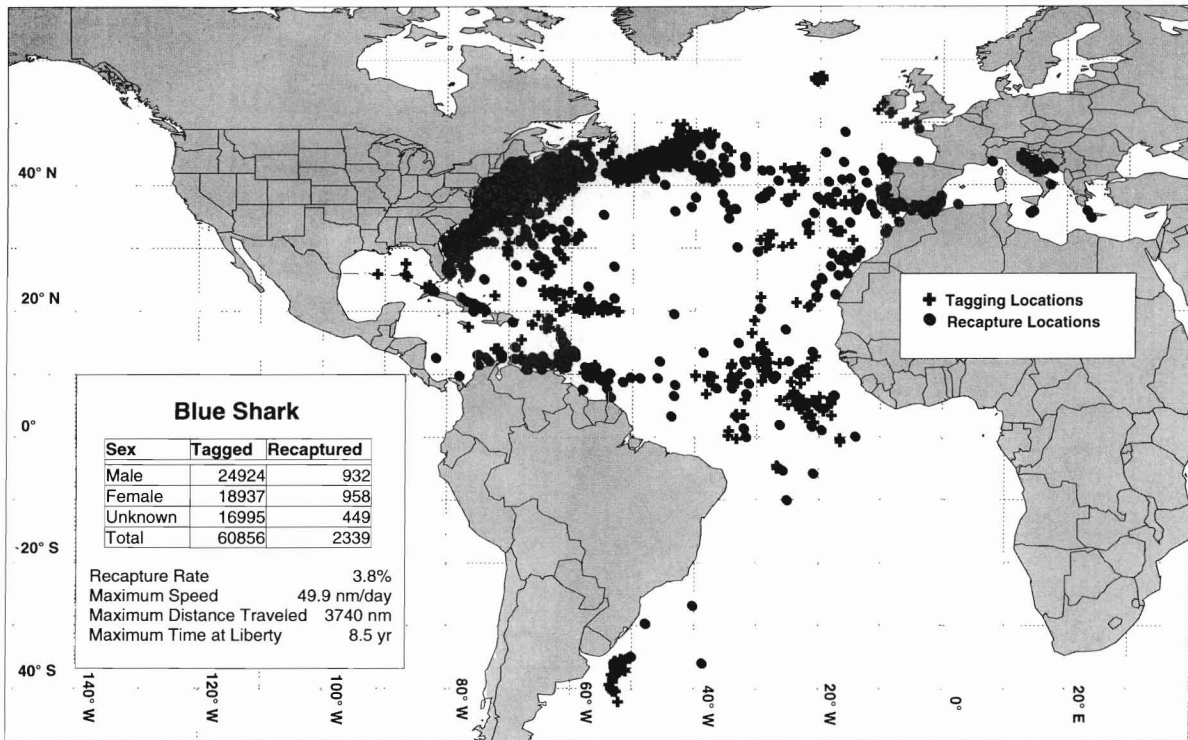 40° N
20° N
0°
20° S
40° S
+ Tagging Locations
● Recapture Locations
Blue Shark
Sex Tagged Recaptured
Male 24924 932
Female 18937 958
Unknown 16995 449
Total 60856 2339
Recapture Rate 3.8%
Maximum Speed 49.9 nm/day
Maximum Distance Traveled 3740 nm
Maximum Time at Liberty 8.5 yr
140° W
120° W
100° W
80° W
60° W
40° W
20° W
0°
20° E